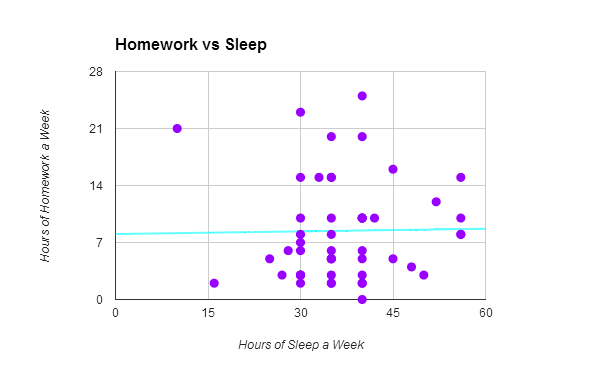 Homework vs Sleep
28
21
14
7
0
Hours of Homework a Week
0 15 30 45 60
Hours of Sleep a Week